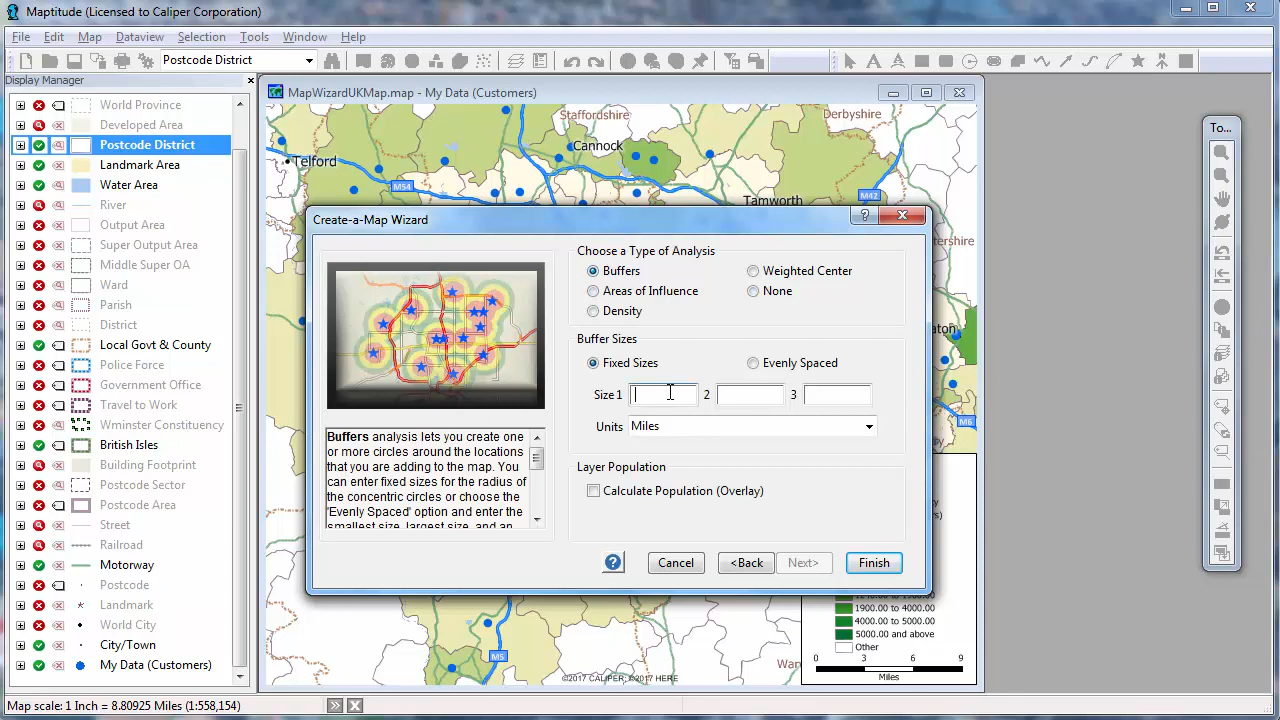 Maptitude (Licensed to Caliper Corporation)
File Edit Map Dataview Selection Tools Window Help
Postcode District
Display Manager
World Province
Developed Area
Postcode District
Landmark Area
Water Area
River
Output Area
Super Output Area
Middle Super OA
Ward
Parish
District
Local Govt & County
Police Force
Government Office
Travel to Work
Wminster Constituency
British Isles
Building Footprint
Postcode Sector
Postcode Area
Street
Railroad
Motorway
Postcode
Landmark
World City
City/Town
My Data (Customers)
MapWizardUKMap.map - My Data (Customers)
Staffordshire
Derbyshire
Cannock
Telford
M54
M42
Tamworth
Create-a-Map Wizard
Choose a Type of Analysis
Buffers
Weighted Center
Areas of Influence
None
Density
Buffer Sizes
Fixed Sizes
Evenly Spaced
Size 1 2 3
Units Miles
Layer Population
Calculate Population (Overlay)
Buffers analysis lets you create one
or more circles around the locations
that you are adding to the map. You
can enter fixed sizes for the radius of
the concentric circles or choose the
'Evenly Spaced' option and enter the
smallest size, largest size, and an
Cancel
<Back
Next>
Finish
M6
M5
1900.00 to 4000.00
4000.00 to 5000.00
5000.00 and above
Other
0 3 6 9
Miles
©2017 CALIPER; ©2017 HERE
To...
Map scale: 1 Inch = 8.80925 Miles (1:558,154)